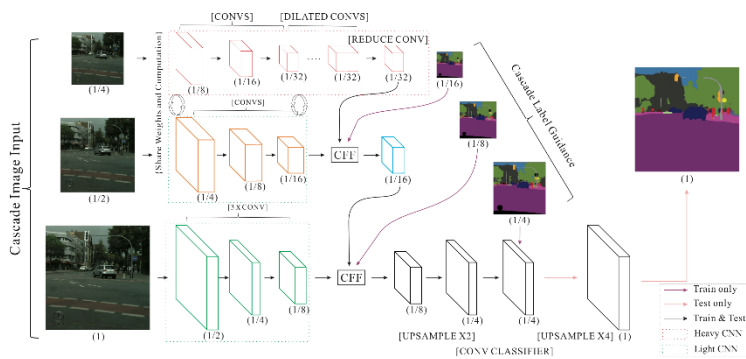 [CONVS]
[DILATED CONVS]
[REDUCE CONV]
(1/4)
(1/8)
(1/16)
(1/32)
(1/32)
(1/32)
(1/16)
[Share Weights and Computation]
Cascade Label Guidance
Cascade Image Input
[CONVS]
CFF
(1/2)
(1/4)
(1/8)
(1/16)
(1/16)
(1/8)
(1)
[3XCONV]
(1/4)
CFF
(1)
(1/2)
(1/4)
(1/8)
(1/8)
(1/4)
(1/4)
(1)
[UPSAMPLE X2]
[UPSAMPLE X4]
[CONV CLASSIFIER]
Train only
Test only
Train & Test
Heavy CNN
Light CNN